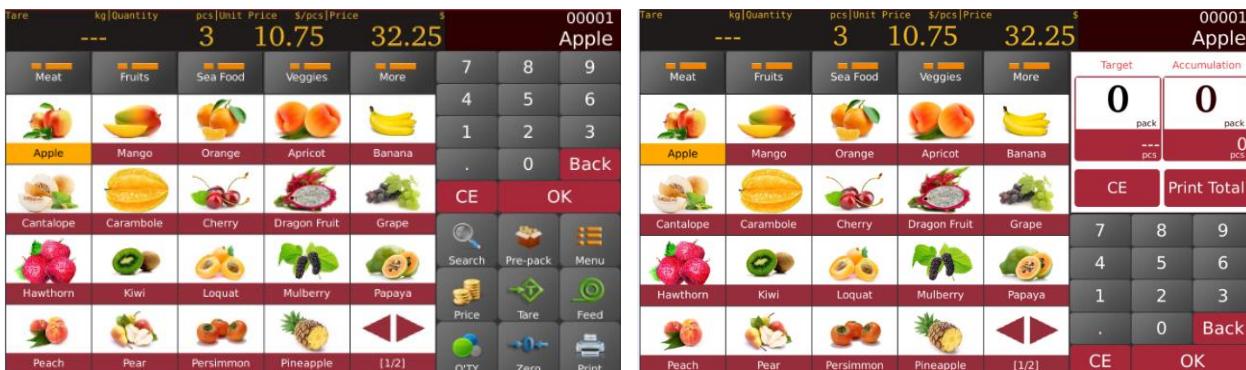 Tare kg|Quantity pcs|Unit Price $/pcs|Price $ 00001
--- 3 10.75 32.25 Apple
Meat Fruits Sea Food Veggies More
7 8 9
4 5 6
Apple Mango Orange Apricot Banana
1 2 3
. 0 Back
CE OK
Cantalope Carambole Cherry Dragon Fruit Grape
Search Pre-pack Menu
Hawthorn Kiwi Loquat Mulberry Papaya
Price Tare Feed
Peach Pear Persimmon Pineapple [1/2]
Q'TY Zero Print
Tare kg|Quantity pcs|Unit Price $/pcs|Price $ 00001
--- 3 10.75 32.25 Apple
Meat Fruits Sea Food Veggies More
Target Accumulation
0 0
pack pack
--- 0
pcs pcs
Apple Mango Orange Apricot Banana
CE Print Total
Cantalope Carambole Cherry Dragon Fruit Grape
7 8 9
4 5 6
Hawthorn Kiwi Loquat Mulberry Papaya
1 2 3
. 0 Back
Peach Pear Persimmon Pineapple [1/2]
CE OK